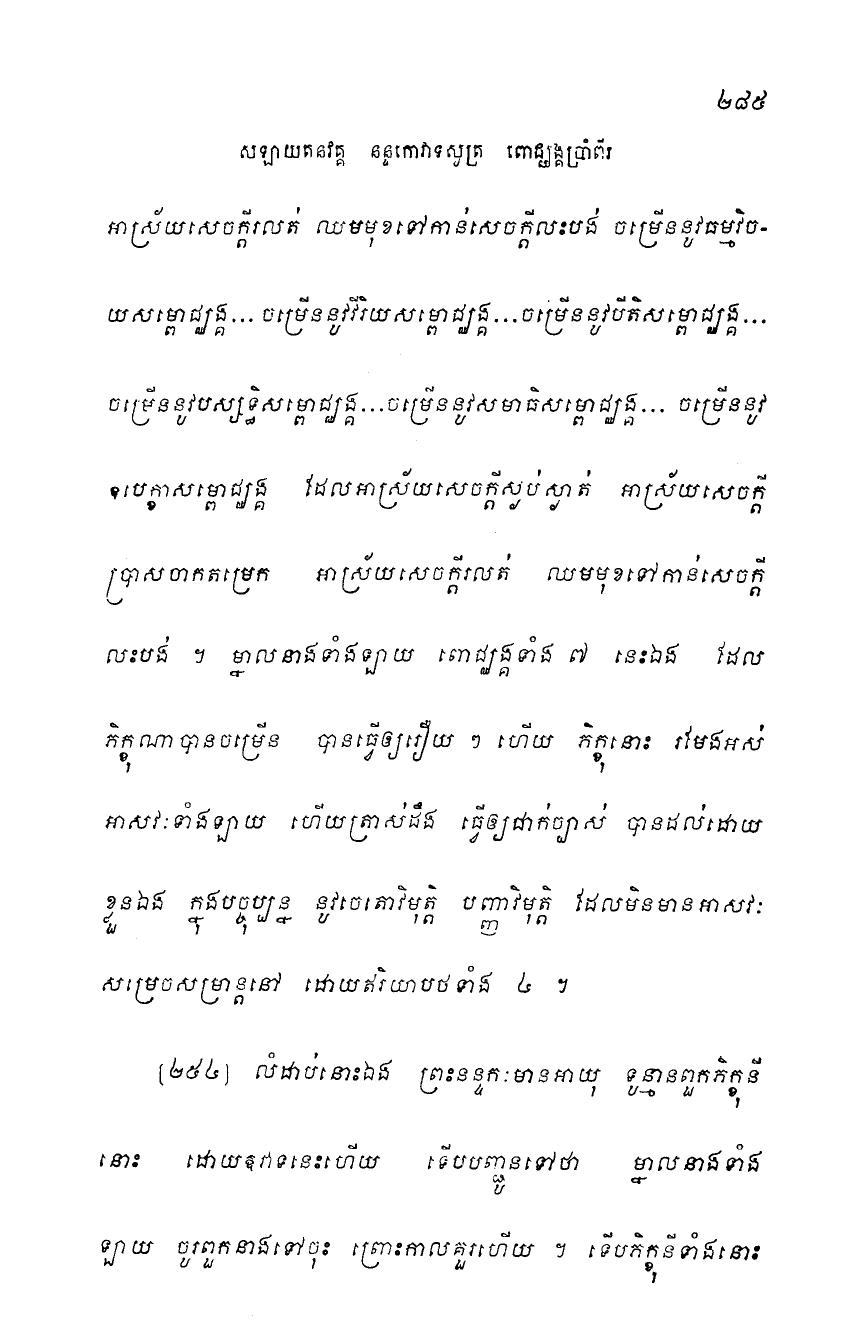 ២៨៥
សឡាយតនវគ្គ នន្ទកោវាទសូត្រ ពោជ្ឈង្គប្រាំពីរ
អាស្រ័យសេចក្តីរលត់ ឈមមុខទៅកាន់សេចក្តីលះបង់ ចម្រើននូវធម្មវិច-
យសម្ពោជ្ឈង្គ... ចម្រើននូវវីរិយសម្ពោជ្ឈង្គ...ចម្រើននូវបីតិសម្ពោជ្ឈង្គ...
ចម្រើននូវបស្សទ្ធិសម្ពោជ្ឈង្គ...ចម្រើននូវសមាធិសម្ពោជ្ឈង្គ... ចម្រើននូវ
ឧបេក្ខាសម្ពោជ្ឈង្គ ដែលអាស្រ័យសេចក្តីស្ងប់ស្ងាត់ អាស្រ័យសេចក្តី
ប្រាសចាកតម្រេក អាស្រ័យសេចក្តីរលត់ ឈមមុខទៅកាន់សេចក្តី
លះបង់ ។ ម្នាលនាងទាំងឡាយ ពោជ្ឈង្គទាំង ៧ នេះឯង ដែល
ភិក្ខុណាបានចម្រើន បានធ្វើឲ្យរឿយ ៗ ហើយ ភិក្ខុនោះ រមែងអស់
អាសវៈទាំងឡាយ ហើយត្រាស់ដឹង ធ្វើឲ្យជាក់ច្បាស់ បានដល់ដោយ
ខ្លួនឯង ក្នុងបច្ចុប្បន្ន នូវចេតោវិមុត្តិ បញ្ញាវិមុត្តិ ដែលមិនមានអាសវៈ
សម្រេចសម្រាន្តនៅ ដោយឥរិយាបថទាំង ៤ ។
[២៥៤] លំដាប់នោះឯង ព្រះនន្ទកៈមានអាយុ ទូន្មានពួកភិក្ខុនី
នោះ ដោយឱវាទនេះហើយ ទើបបញ្ជូនទៅថា ម្នាលនាងទាំង
ឡាយ ចូរពួកនាងទៅចុះ ព្រោះកាលគួរហើយ ។ ទើបភិក្ខុនីទាំងនោះ